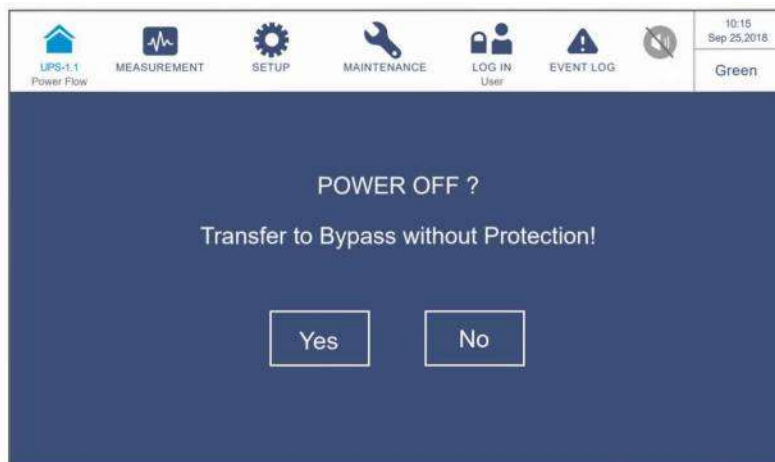 UPS-1.1
Power Flow
MEASUREMENT
SETUP
MAINTENANCE
LOG IN
User
EVENT LOG
10:15
Sep 25,2018
Green
POWER OFF ?
Transfer to Bypass without Protection!
Yes
No